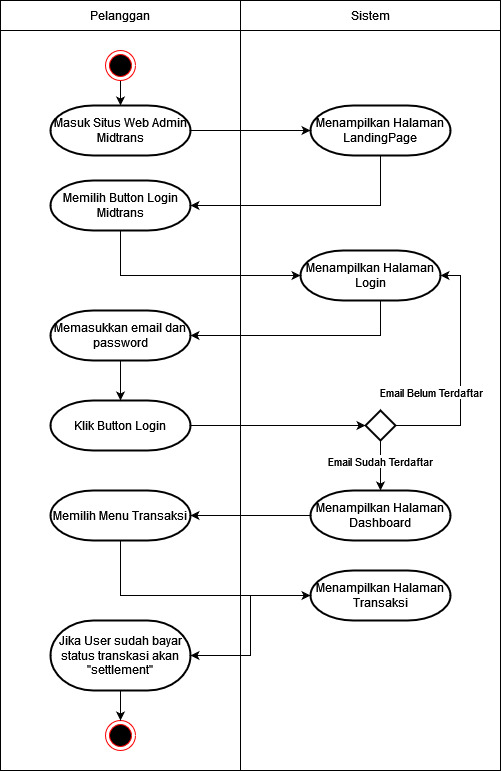 Pelanggan
Sistem
Masuk Situs Web Admin
Midtrans
Menampilkan Halaman
LandingPage
Memilih Button Login
Midtrans
Menampilkan Halaman
Login
Memasukkan email dan
password
Email Belum Terdaftar
Klik Button Login
Email Sudah Terdaftar
Memilih Menu Transaksi
Menampilkan Halaman
Dashboard
Menampilkan Halaman
Transaksi
Jika User sudah bayar
status transkasi akan
"settlement"